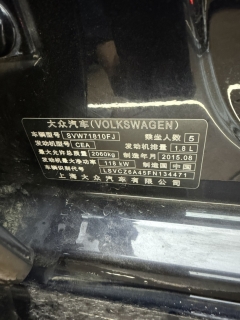 大众汽车(VOLKSWAGEN)
车辆型号 SVW71810FJ 乘坐人数 5
发动机型号 CEA 发动机排量 1.8 L
最大允许总质量 2060kg 制造年月 2015.08
发动机最大净功率 118 kW 制造国 中国
车辆识别代号 LSVCZ6A45FN134471
上海大众汽车有限公司